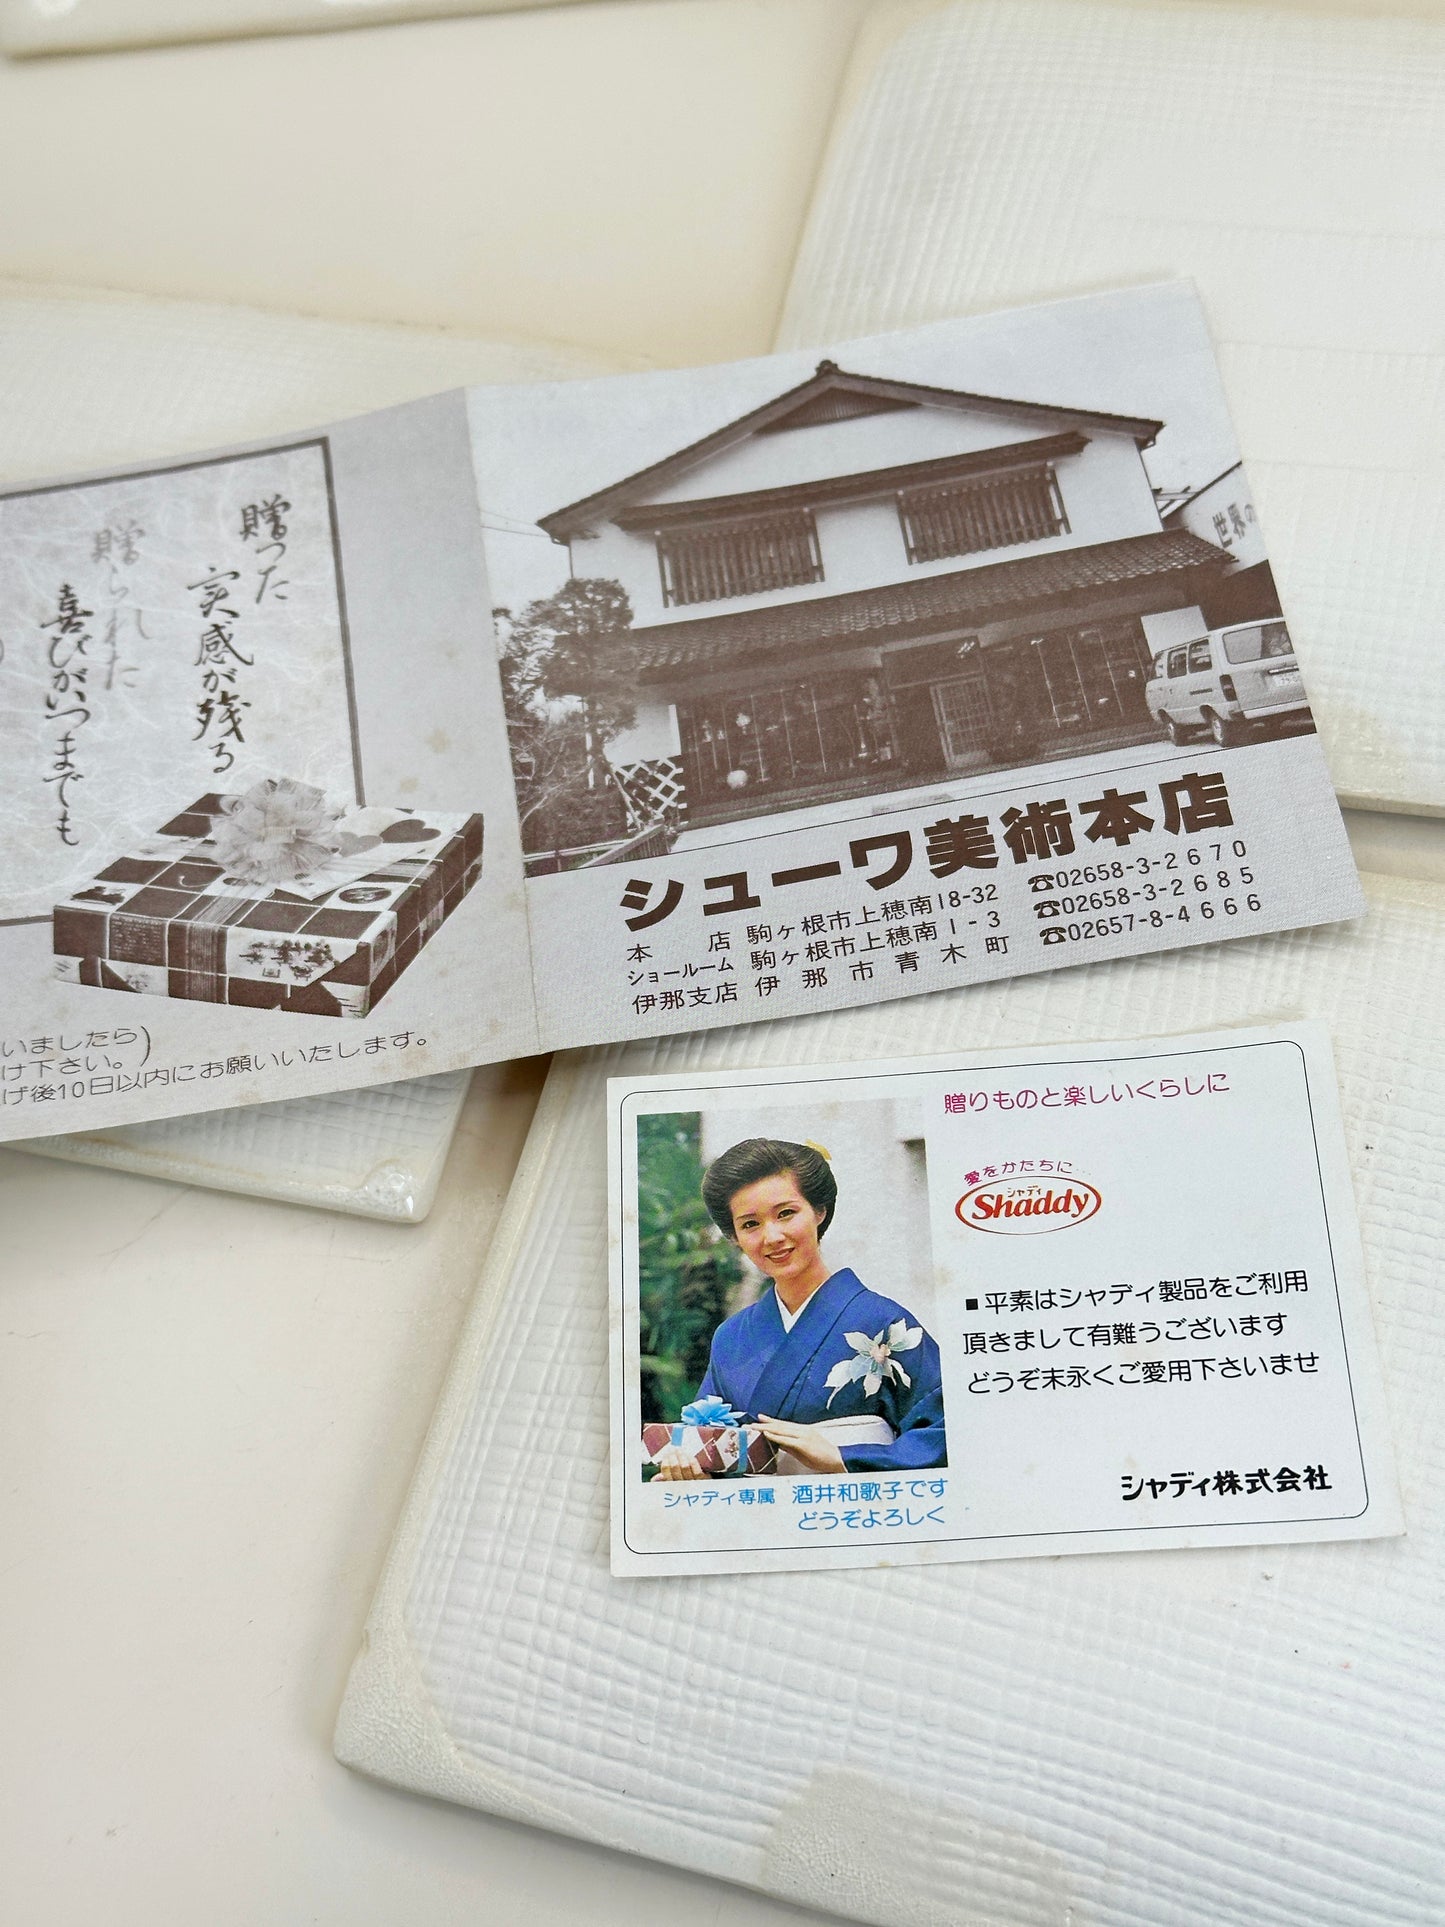 贈った
実感が残る
贈られた
喜びがいつまでも
いましたら)
け下さい。
げ後10日以内にお願いいたします。
世界の
シューワ美術本店
本店 駒ヶ根市上穂南18-32 ☎02658-3-2670
ショールーム 駒ヶ根市上穂南1-3 ☎02658-3-2685
伊那支店 伊那市青木町 ☎02657-8-4666
贈りものと楽しいくらしに
愛をかたちに…
シャディ
Shaddy
■平素はシャディ製品をご利用
頂きまして有難うございます
どうぞ末永くご愛用下さいませ
シャディ株式会社
シャディ専属 酒井和歌子です
どうぞよろしく